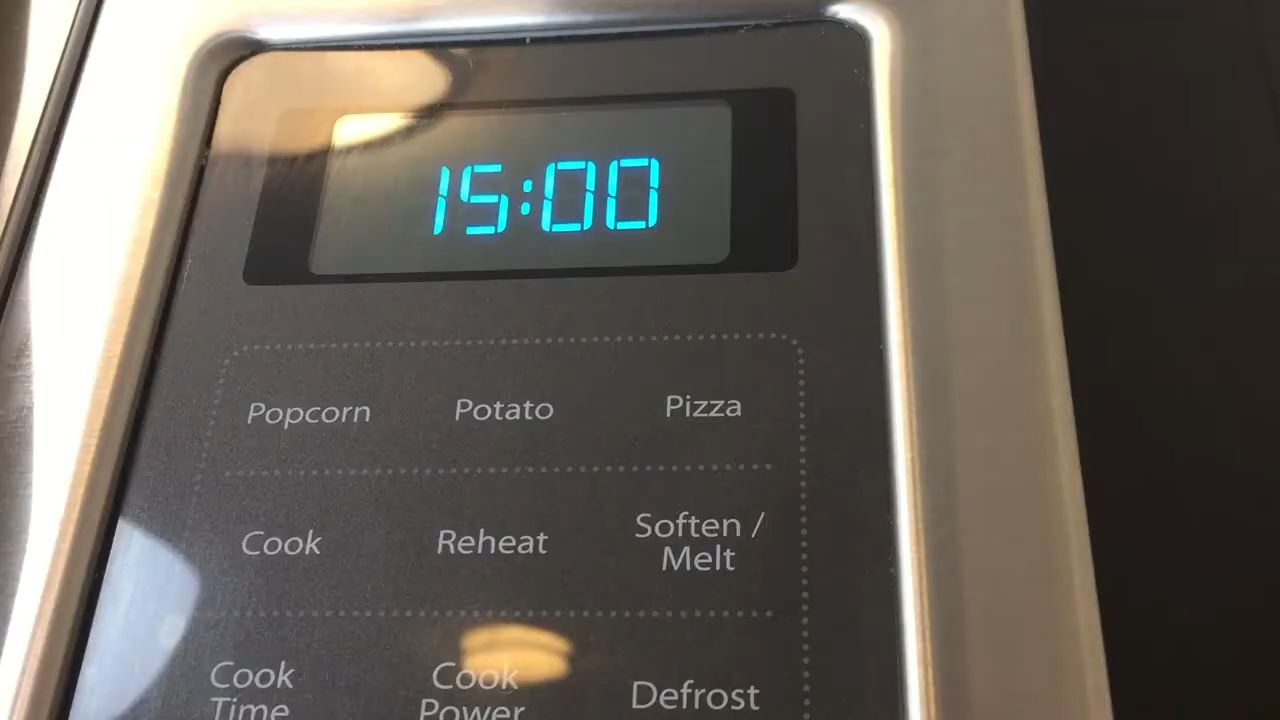 15:00
Popcorn Potato Pizza
Cook Reheat Soften /
Melt
Cook Cook Defrost
Time Power